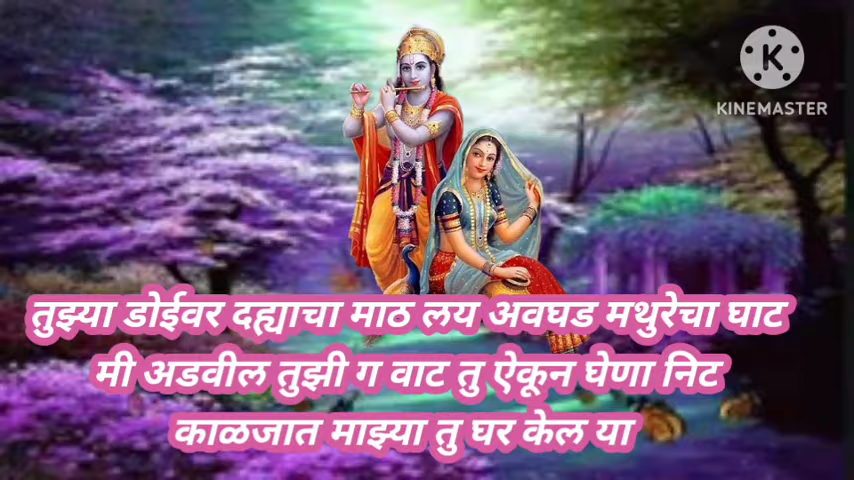 KINEMASTER
तुझ्या डोईवर दह्याचा माठ लय अवघड मथुरेचा घाट
मी अडवील तुझी ग वाट तु ऐकून घेणा निट
काळजात माझ्या तु घर केल या